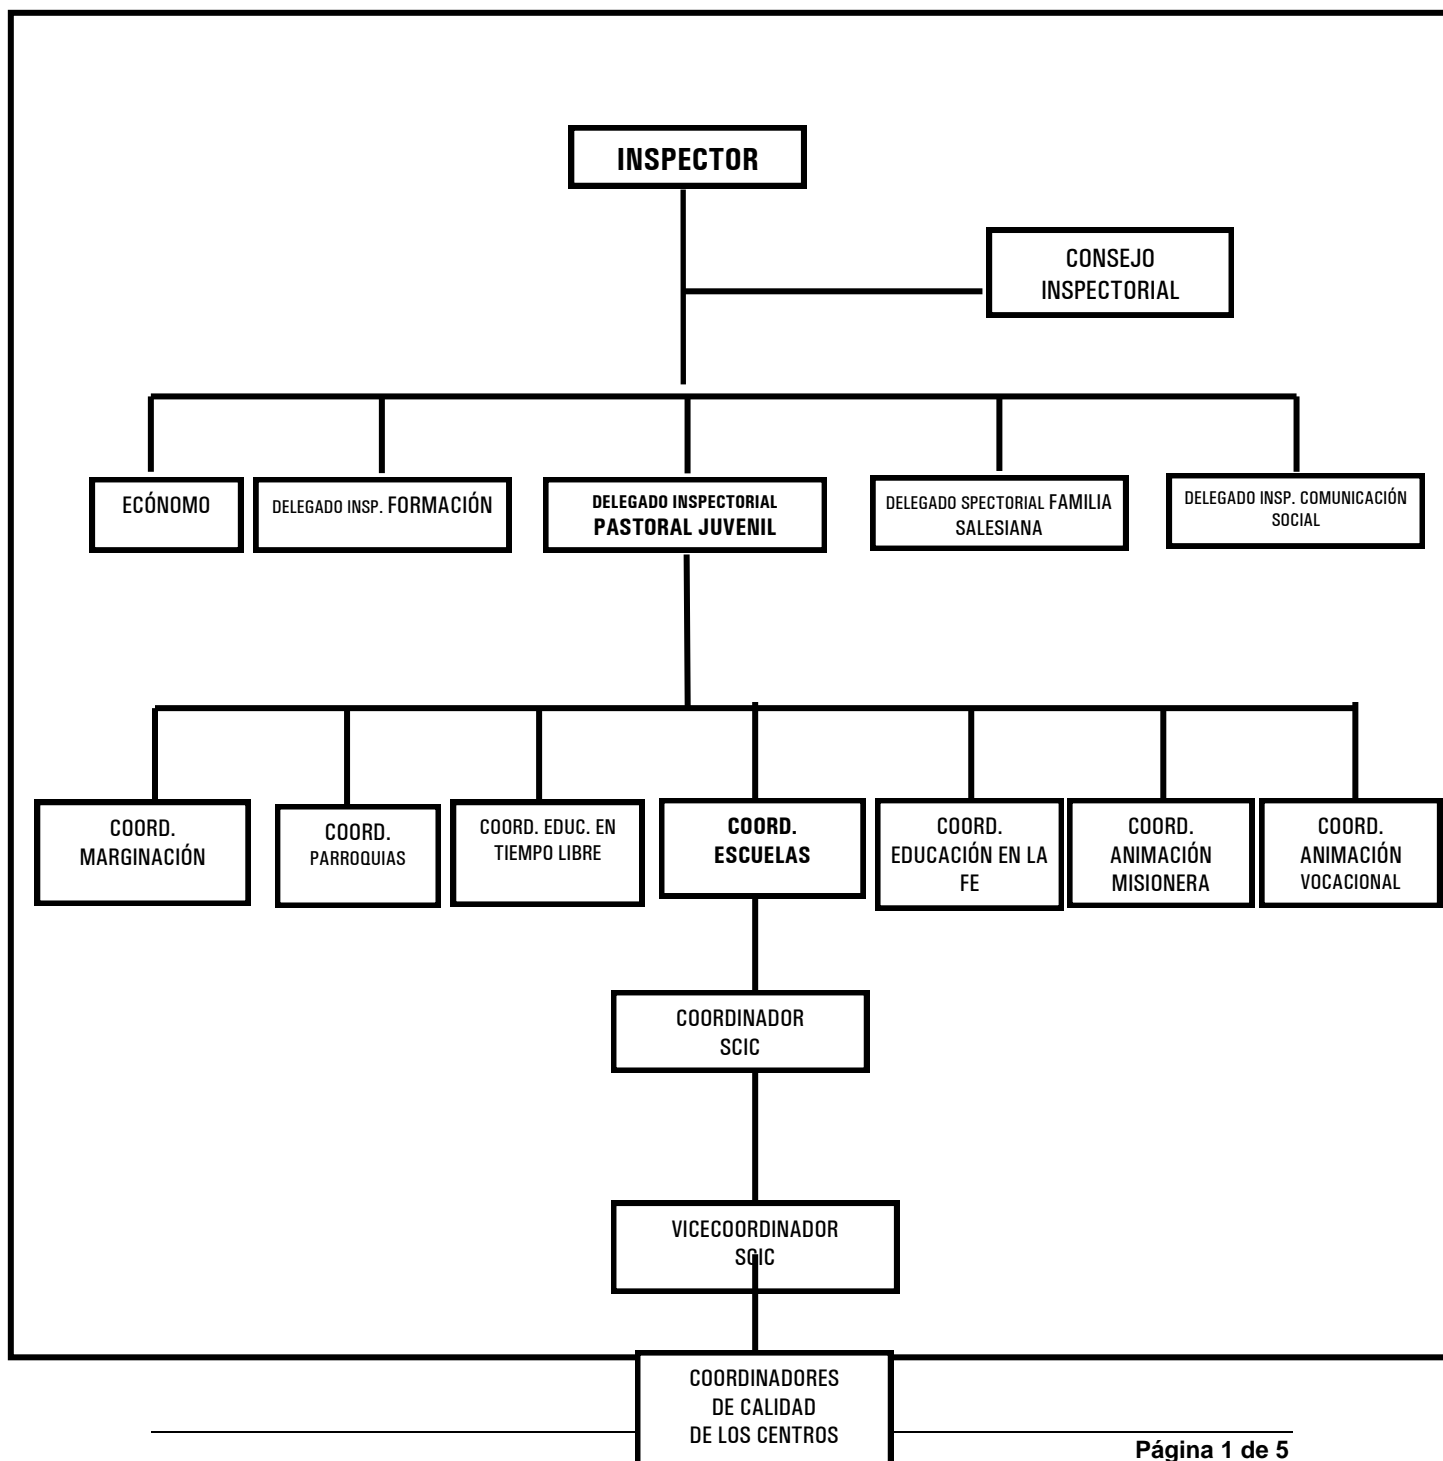 INSPECTOR
CONSEJO
INSPECTORIAL
ECÓNOMO
DELEGADO INSP. FORMACIÓN
DELEGADO INSPECTORIAL
PASTORAL JUVENIL
DELEGADO SPECTORIAL FAMILIA
SALESIANA
DELEGADO INSP. COMUNICACIÓN
SOCIAL
COORD.
MARGINACIÓN
COORD.
PARROQUIAS
COORD. EDUC. EN
TIEMPO LIBRE
COORD.
ESCUELAS
COORD.
EDUCACIÓN EN LA
FE
COORD.
ANIMACIÓN
MISIONERA
COORD.
ANIMACIÓN
VOCACIONAL
COORDINADOR
SCIC
VICECOORDINADOR
SCIC
COORDINADORES
DE CALIDAD
DE LOS CENTROS
Página 1 de 5